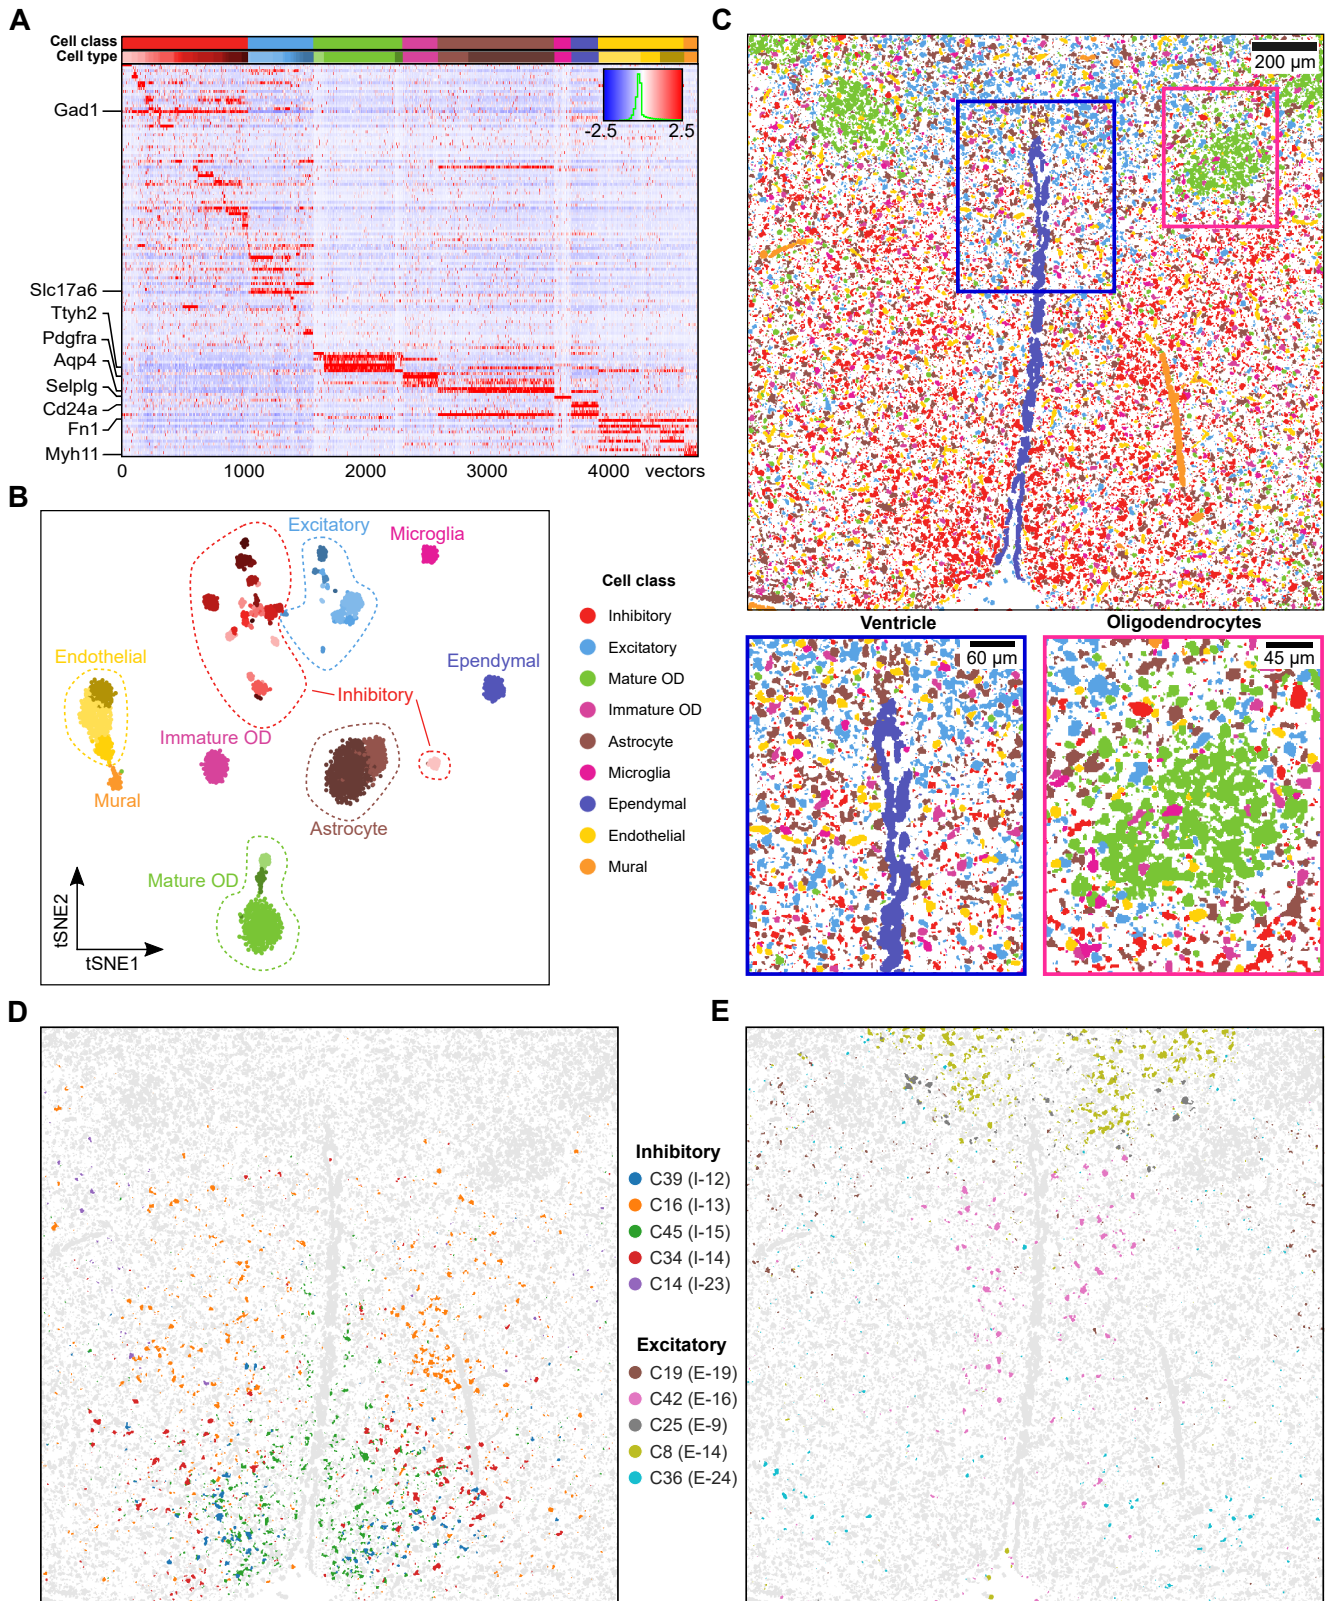 A
Cell class
Cell type
Gad1
Slc17a6
Ttyh2
Pdgfra
Aqp4
Selplg
Cd24a
Fn1
Myh11
-2.5
2.5
0
1000
2000
3000
4000
vectors
B
Excitatory
Microglia
Endothelial
Ependymal
Inhibitory
Immature OD
Mural
Astrocyte
Mature OD
tSNE2
tSNE1
Cell class
Inhibitory
Excitatory
Mature OD
Immature OD
Astrocyte
Microglia
Ependymal
Endothelial
Mural
C
200 µm
Ventricle
60 µm
Oligodendrocytes
45 µm
D
Inhibitory
C39 (I-12)
C16 (I-13)
C45 (I-15)
C34 (I-14)
C14 (I-23)
Excitatory
C19 (E-19)
C42 (E-16)
C25 (E-9)
C8 (E-14)
C36 (E-24)
E